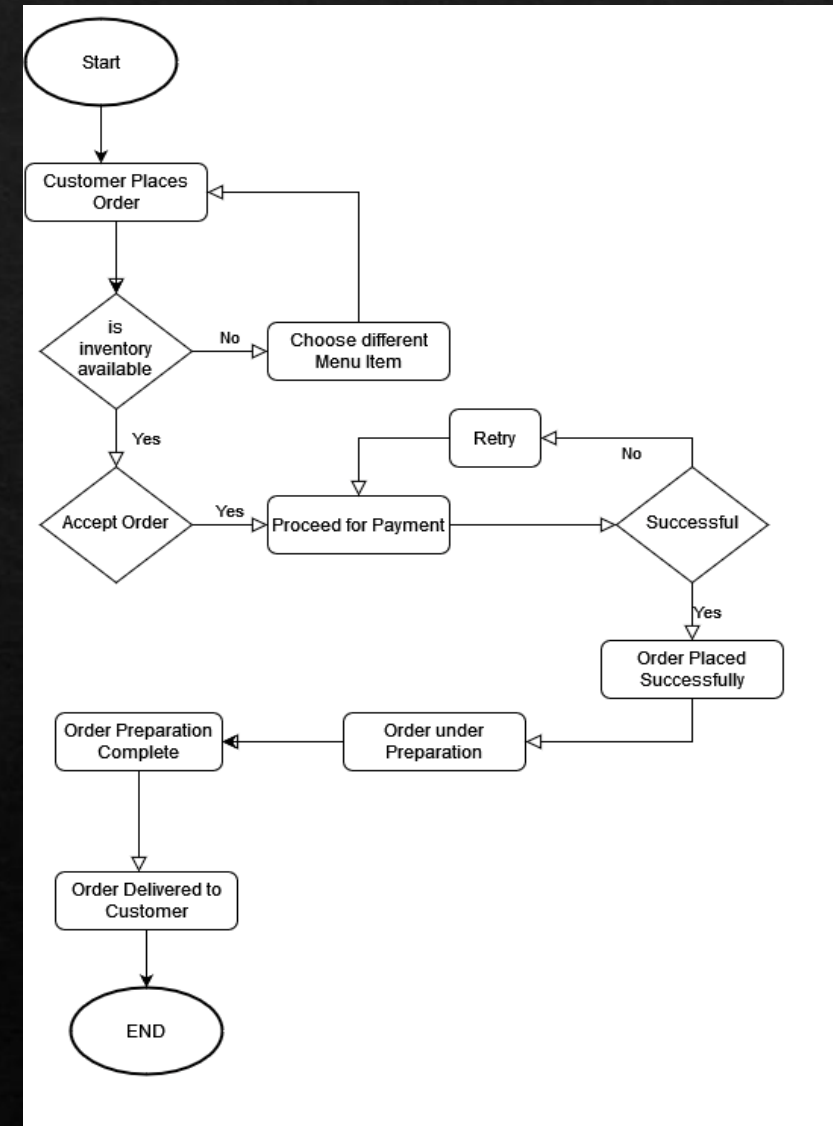 Start
Customer Places
Order
is
inventory
available
No
Choose different
Menu Item
Yes
Retry
No
Accept Order
Yes
Proceed for Payment
Successful
Yes
Order Placed
Successfully
Order Preparation
Complete
Order under
Preparation
Order Delivered to
Customer
END